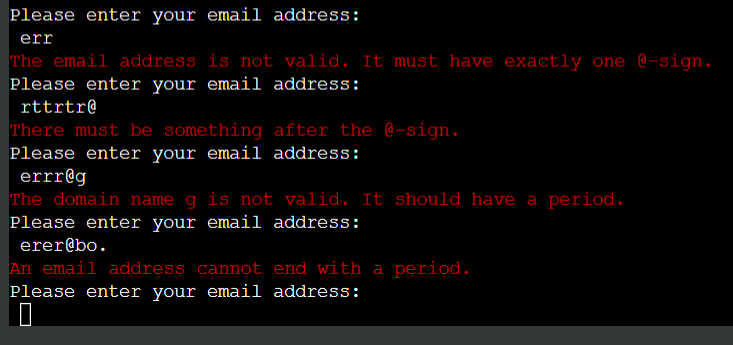 Please enter your email address:
err
The email address is not valid. It must have exactly one @-sign.
Please enter your email address:
rttrtr@
There must be something after the @-sign.
Please enter your email address:
errr@g
The domain name g is not valid. It should have a period.
Please enter your email address:
erer@bo.
An email address cannot end with a period.
Please enter your email address: